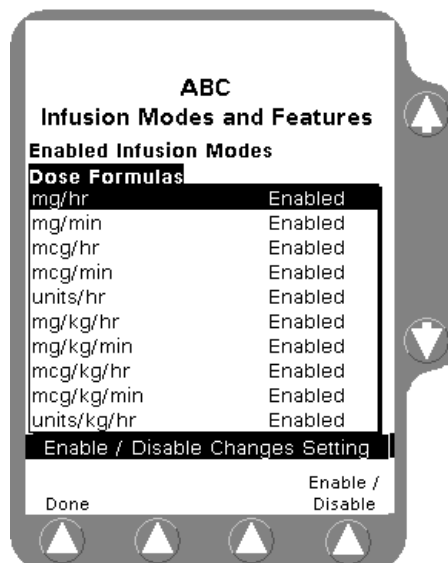 ABC
Infusion Modes and Features
Enabled Infusion Modes
Dose Formulas
mg/hr Enabled
mg/min Enabled
mcg/hr Enabled
mcg/min Enabled
units/hr Enabled
mg/kg/hr Enabled
mg/kg/min Enabled
mcg/kg/hr Enabled
mcg/kg/min Enabled
units/kg/hr Enabled
Enable / Disable Changes Setting
Enable /
Done Disable